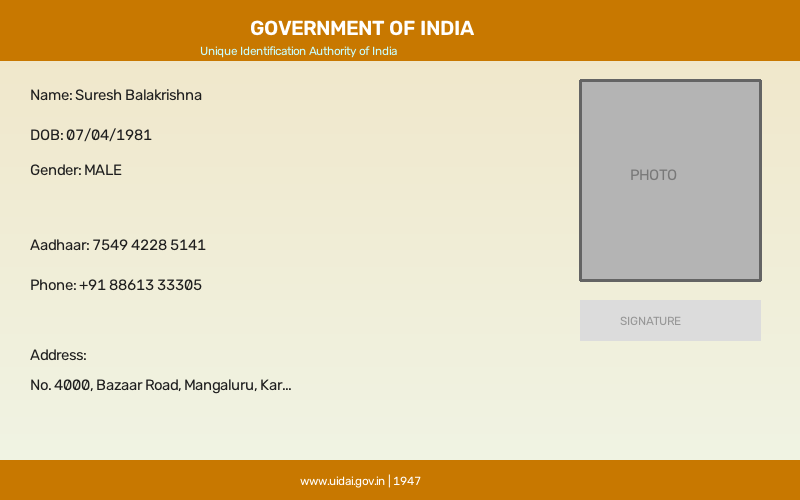 GOVERNMENT OF INDIA
Unique Identification Authority of India
Name: Suresh Balakrishna
DOB: 07/04/1981
Gender: MALE
PHOTO
Aadhaar: 7549 4228 5141
Phone: +91 88613 33305
SIGNATURE
Address:
No. 4000, Bazaar Road, Mangaluru, Kar...
www.uidai.gov.in | 1947